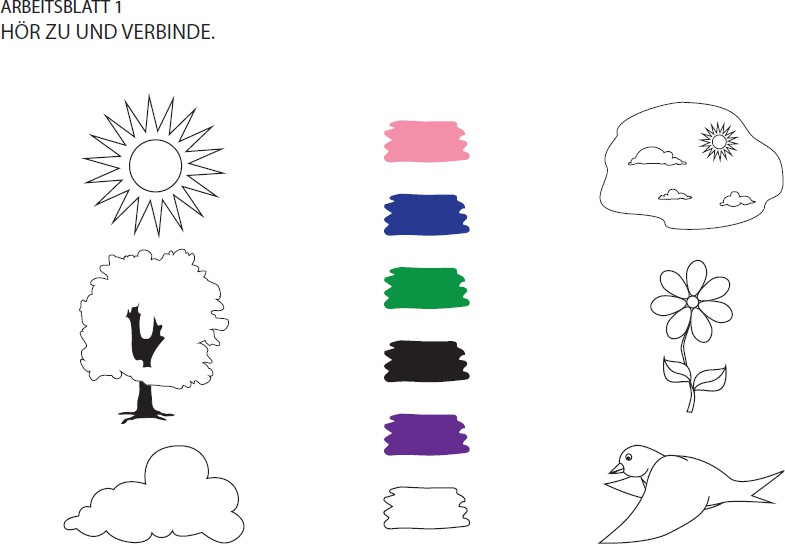 ARBEITSBLATT 1
HÖR ZU UND VERBINDE.